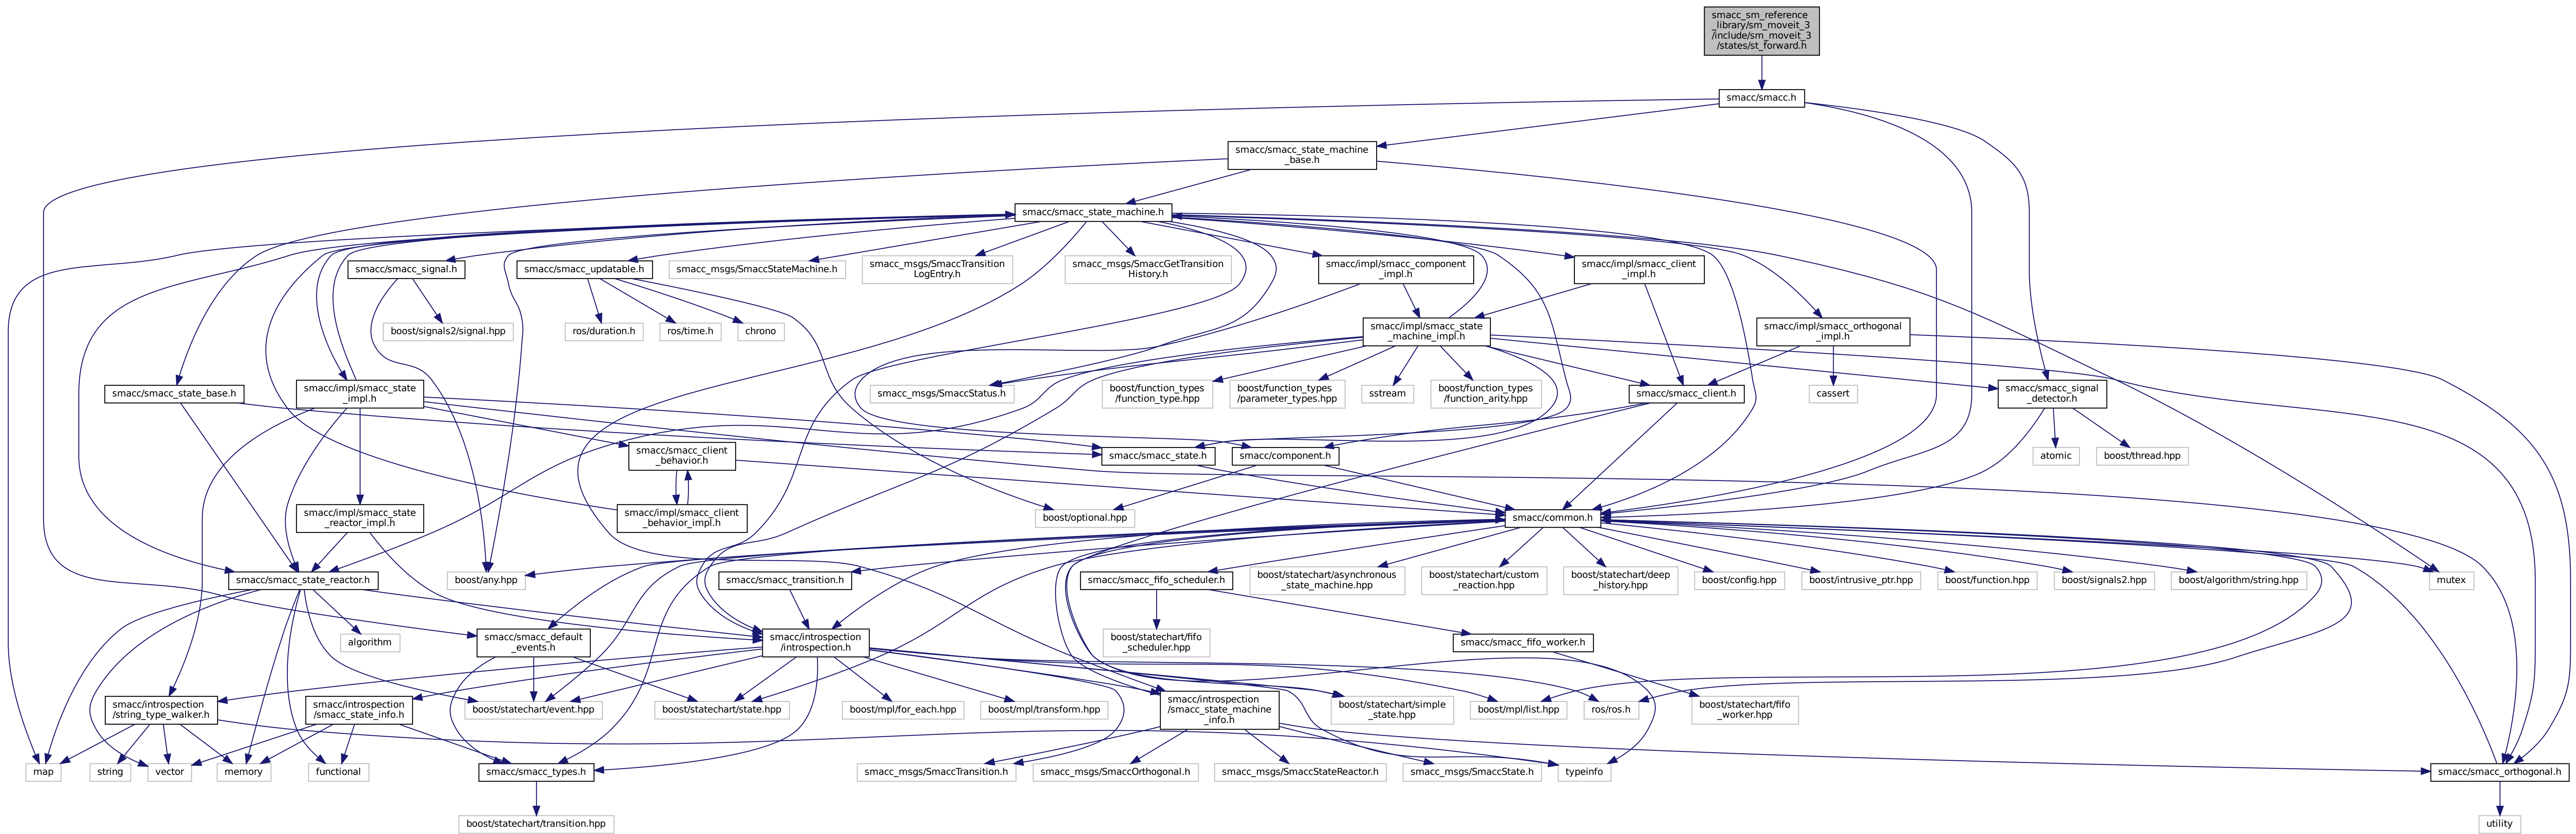 smacc_sm_reference
_library/sm_moveit_3
/include/sm_moveit_3
/states/st_forward.h
smacc/smacc.h
smacc/smacc_state_machine
_base.h
smacc/smacc_state_machine.h
smacc/smacc_signal.h
smacc/smacc_updatable.h
smacc_msgs/SmaccStateMachine.h
smacc_msgs/SmaccTransition
LogEntry.h
smacc_msgs/SmaccGetTransition
History.h
smacc/impl/smacc_component
_impl.h
smacc/impl/smacc_client
_impl.h
boost/signals2/signal.hpp
ros/duration.h
ros/time.h
chrono
smacc/impl/smacc_state
_machine_impl.h
smacc/impl/smacc_orthogonal
_impl.h
smacc/smacc_state_base.h
smacc/impl/smacc_state
_impl.h
smacc_msgs/SmaccStatus.h
boost/function_types
/function_type.hpp
boost/function_types
/parameter_types.hpp
sstream
boost/function_types
/function_arity.hpp
smacc/smacc_client.h
cassert
smacc/smacc_signal
_detector.h
smacc/smacc_client
_behavior.h
smacc/smacc_state.h
smacc/component.h
atomic
boost/thread.hpp
smacc/impl/smacc_state
_reactor_impl.h
smacc/impl/smacc_client
_behavior_impl.h
boost/optional.hpp
smacc/common.h
smacc/smacc_state_reactor.h
boost/any.hpp
smacc/smacc_transition.h
smacc/smacc_fifo_scheduler.h
boost/statechart/asynchronous
_state_machine.hpp
boost/statechart/custom
_reaction.hpp
boost/statechart/deep
_history.hpp
boost/config.hpp
boost/intrusive_ptr.hpp
boost/function.hpp
boost/signals2.hpp
boost/algorithm/string.hpp
mutex
algorithm
smacc/smacc_default
_events.h
smacc/introspection
/introspection.h
boost/statechart/fifo
_scheduler.hpp
smacc/smacc_fifo_worker.h
smacc/introspection
/string_type_walker.h
smacc/introspection
/smacc_state_info.h
boost/statechart/event.hpp
boost/statechart/state.hpp
boost/mpl/for_each.hpp
boost/mpl/transform.hpp
smacc/introspection
/smacc_state_machine
_info.h
boost/statechart/simple
_state.hpp
boost/mpl/list.hpp
ros/ros.h
boost/statechart/fifo
_worker.hpp
map
string
vector
memory
functional
smacc/smacc_types.h
smacc_msgs/SmaccTransition.h
smacc_msgs/SmaccOrthogonal.h
smacc_msgs/SmaccStateReactor.h
smacc_msgs/SmaccState.h
typeinfo
smacc/smacc_orthogonal.h
boost/statechart/transition.hpp
utility